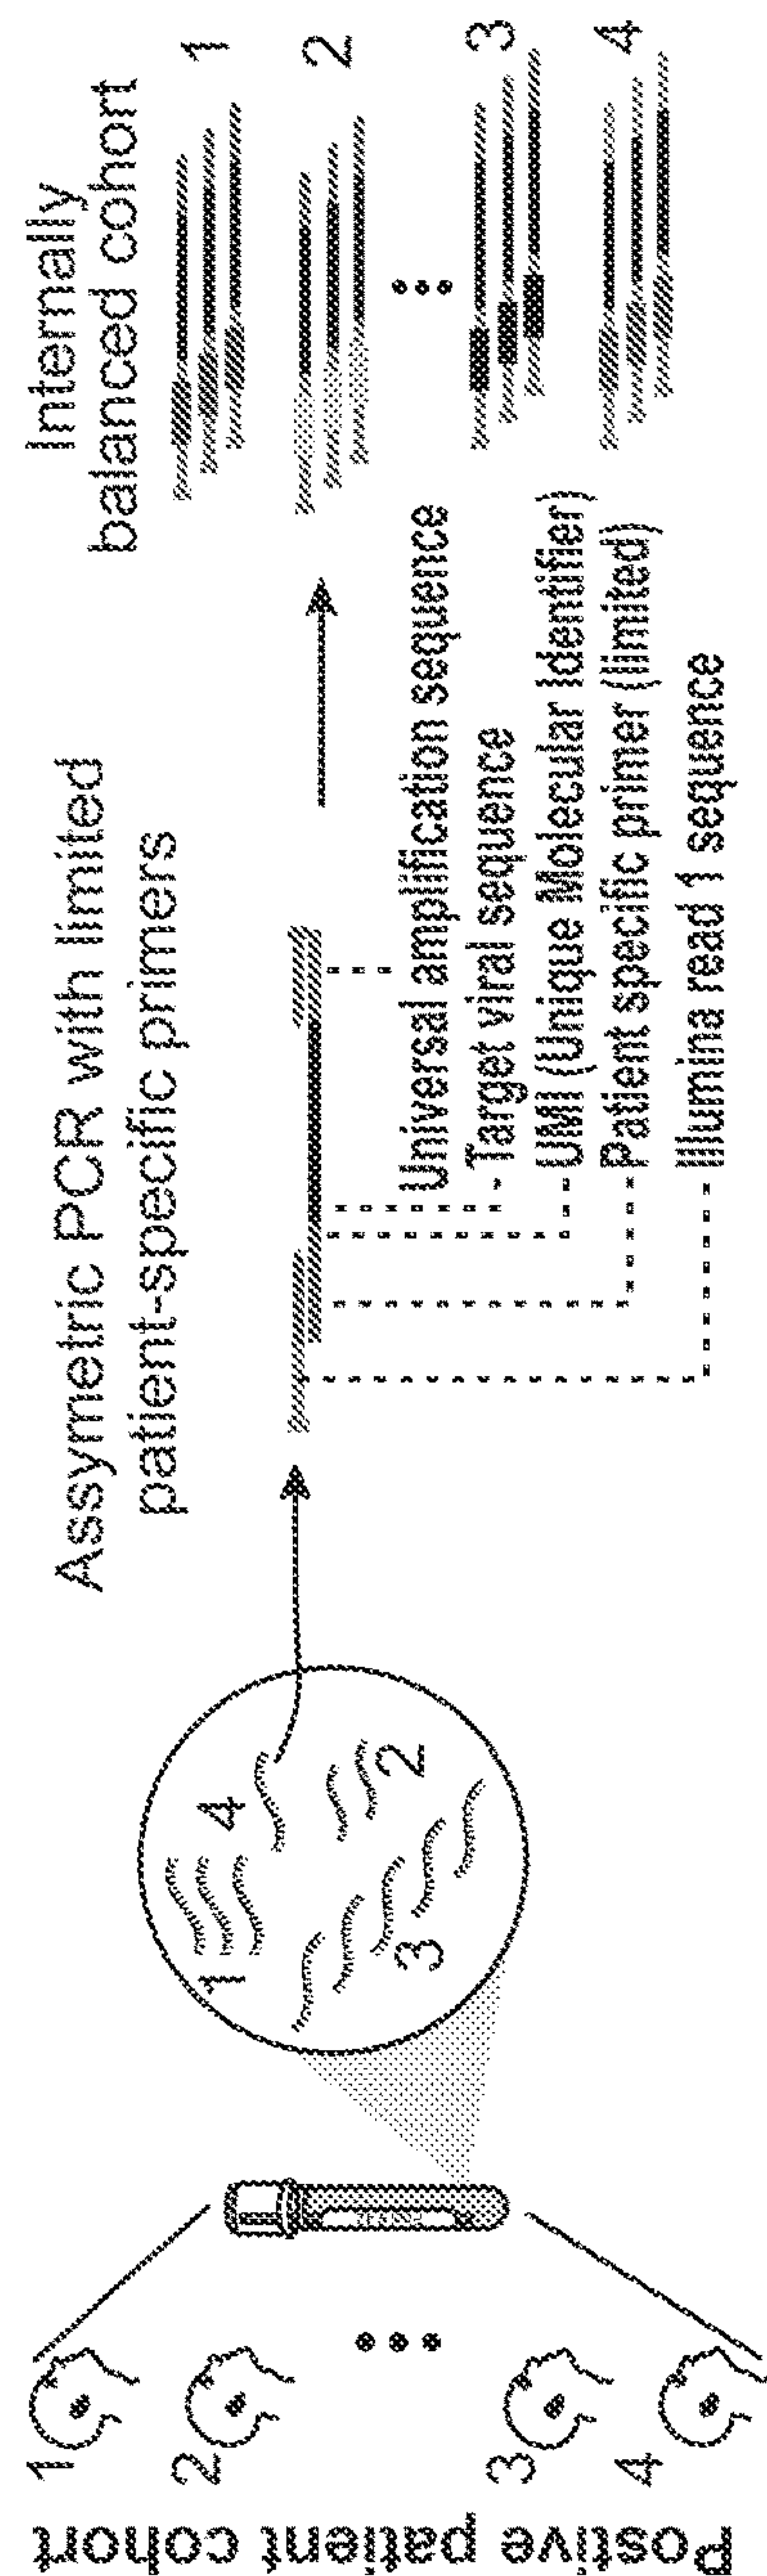 Postive patient cohort
1
2
3
4
1
4
3
2
Assymetric PCR with limited
patient-specific primers
Universal amplification sequence
Target viral sequence
UMI (Unique Molecular Identifier)
Patient specific primer (limited)
Illumina read 1 sequence
Internally
balanced cohort
1
2
3
4